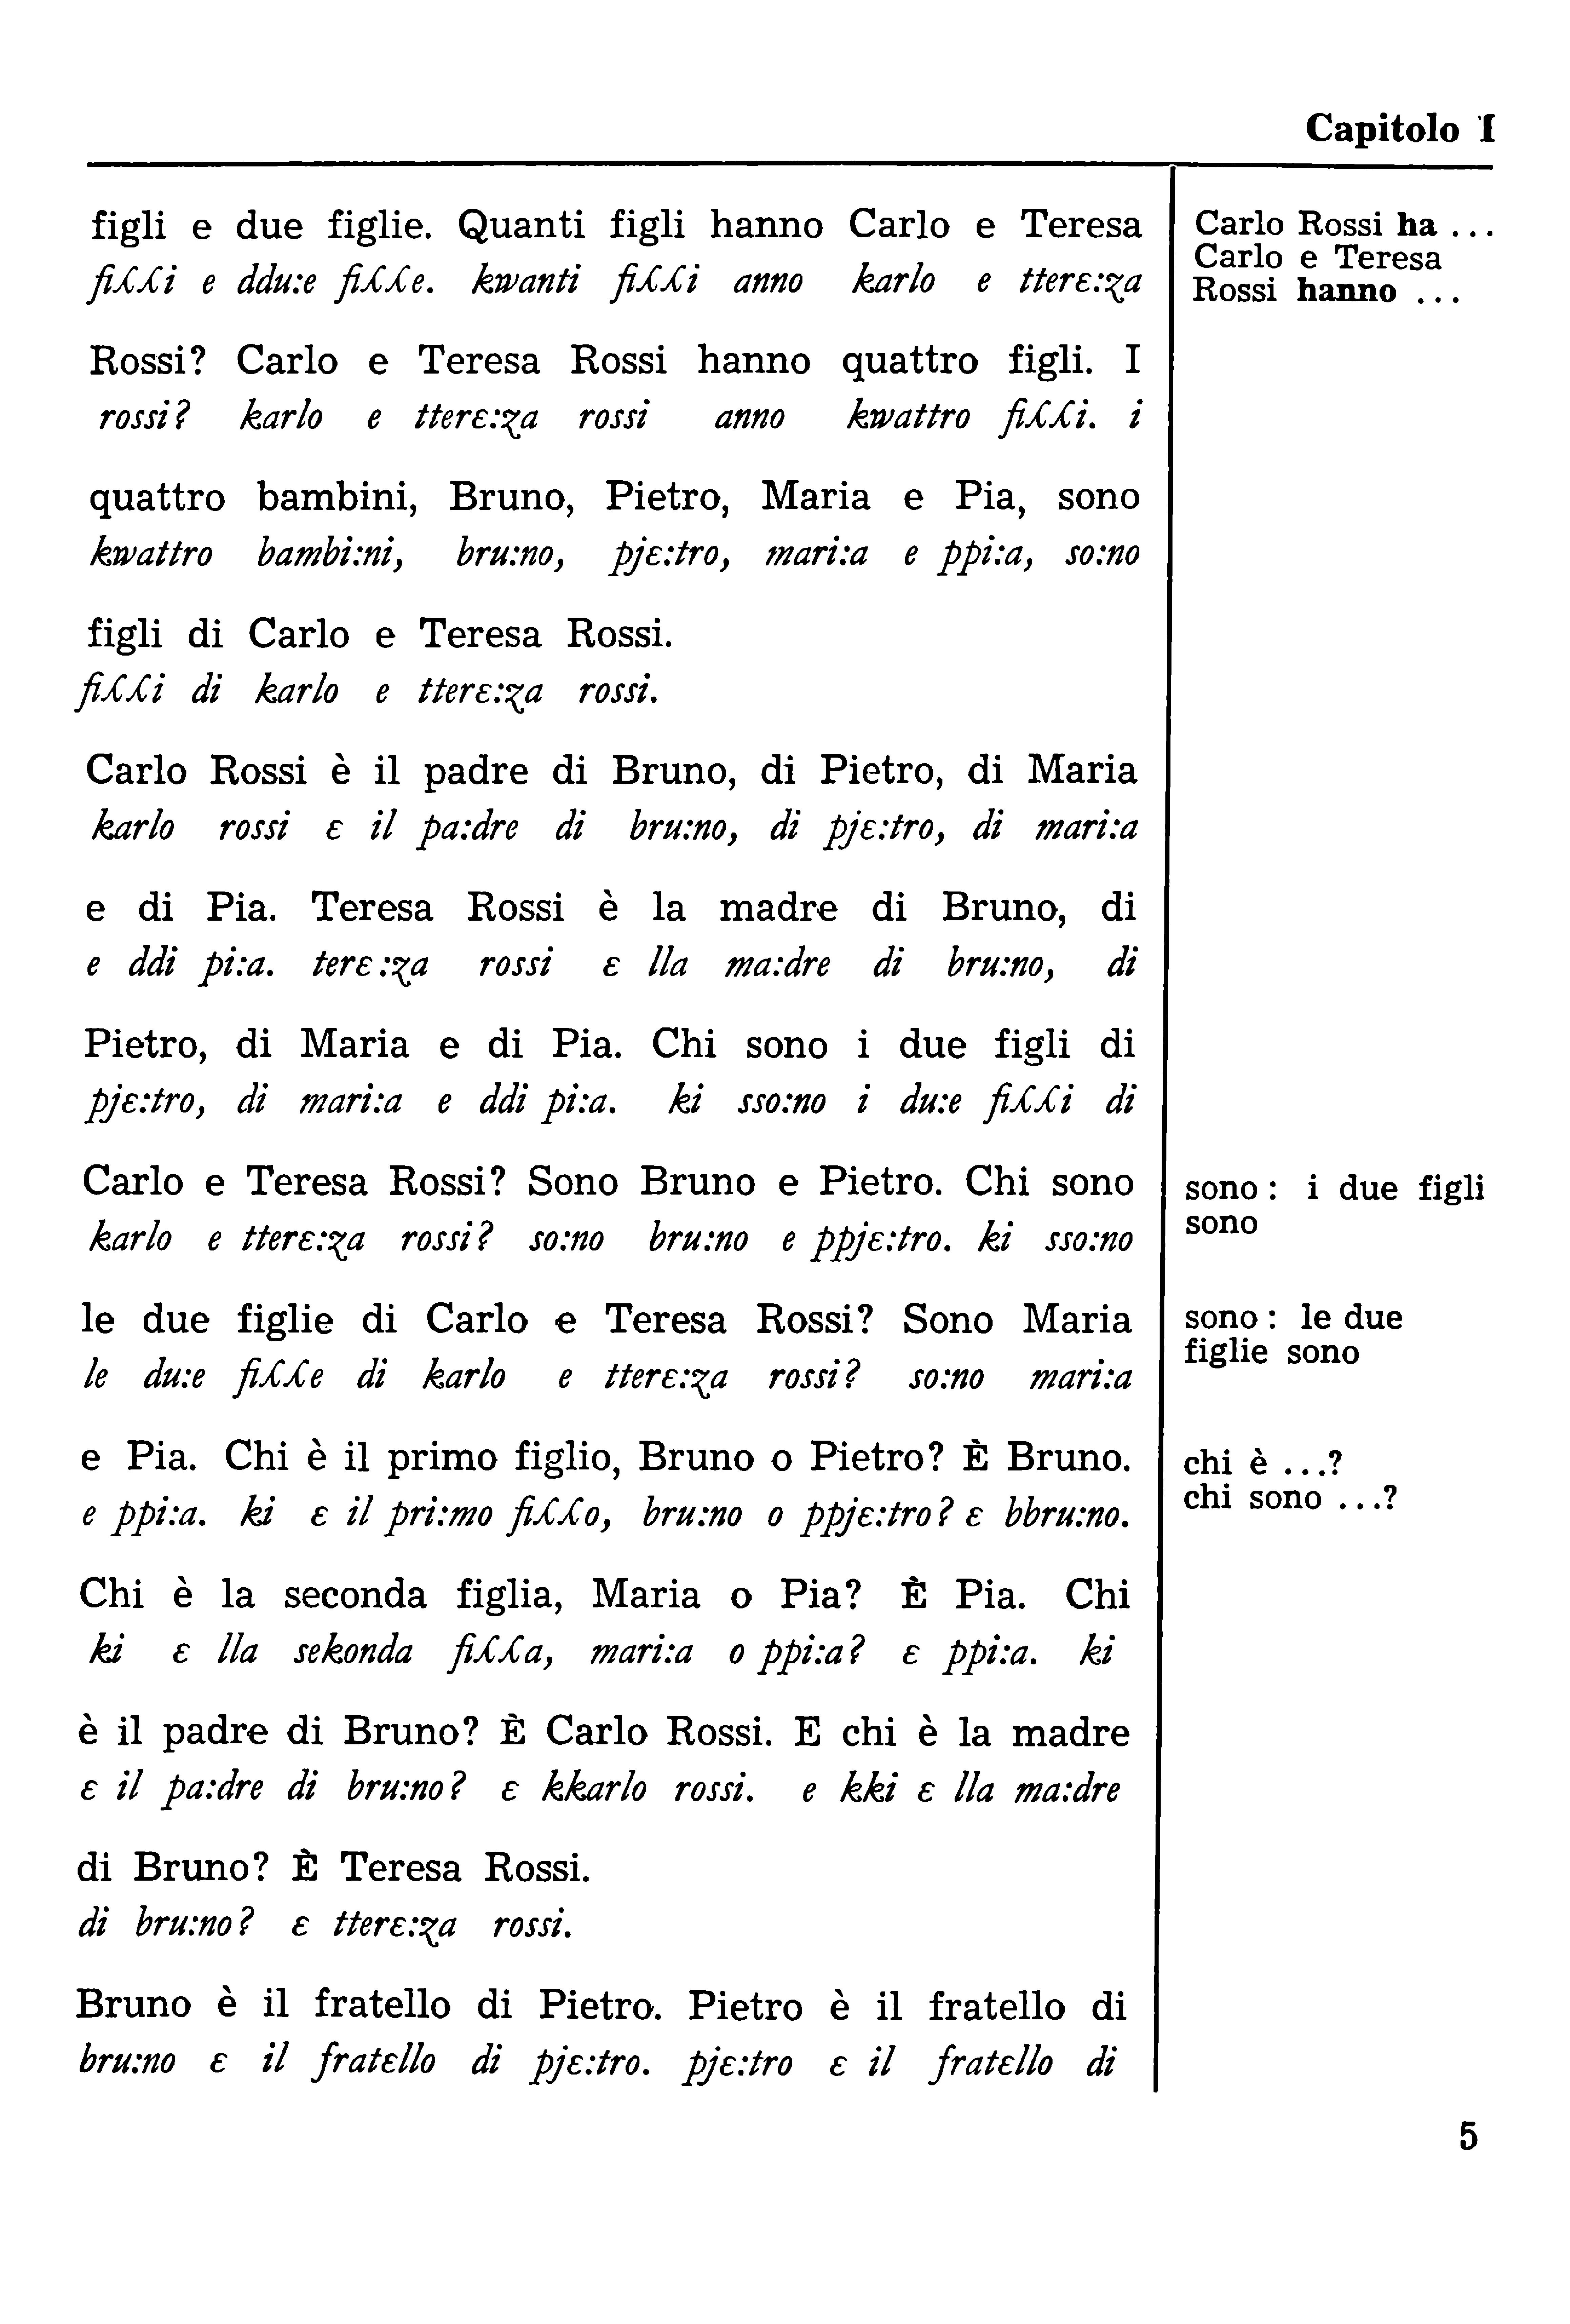 Capitolo I
figli e due figlie. Quanti figli hanno Carlo e Teresa
fiʎʎi e ddu:e fiʎʎe. kwanti fiʎʎi anno karlo e tterɛ:ʐa
Rossi? Carlo e Teresa Rossi hanno quattro figli. I
rossi? karlo e tterɛ:ʐa rossi anno kwattro fiʎʎi. i
quattro bambini, Bruno, Pietro, Maria e Pia, sono
kwattro bambi:ni, bru:no, pjɛ:tro, mari:a e ppi:a, so:no
figli di Carlo e Teresa Rossi.
fiʎʎi di karlo e tterɛ:ʐa rossi.
Carlo Rossi è il padre di Bruno, di Pietro, di Maria
karlo rossi ɛ il pa:dre di bru:no, di pjɛ:tro, di mari:a
e di Pia. Teresa Rossi è la madre di Bruno, di
e ddi pi:a. terɛ:ʐa rossi ɛ lla ma:dre di bru:no, di
Pietro, di Maria e di Pia. Chi sono i due figli di
pjɛ:tro, di mari:a e ddi pi:a. ki sso:no i du:e fiʎʎi di
Carlo e Teresa Rossi? Sono Bruno e Pietro. Chi sono
karlo e tterɛ:ʐa rossi? so:no bru:no e ppjɛ:tro. ki sso:no
le due figlie di Carlo e Teresa Rossi? Sono Maria
le du:e fiʎʎe di karlo e tterɛ:ʐa rossi? so:no mari:a
e Pia. Chi è il primo figlio, Bruno o Pietro? È Bruno.
e ppi:a. ki ɛ il pri:mo fiʎʎo, bru:no o ppjɛ:tro? ɛ bbru:no.
Chi è la seconda figlia, Maria o Pia? È Pia. Chi
ki ɛ lla sekonda fiʎʎa, mari:a o ppi:a? ɛ ppi:a. ki
è il padre di Bruno? È Carlo Rossi. E chi è la madre
ɛ il pa:dre di bru:no? ɛ kkarlo rossi. e kki ɛ lla ma:dre
di Bruno? È Teresa Rossi.
di bru:no? ɛ tterɛ:ʐa rossi.
Bruno è il fratello di Pietro. Pietro è il fratello di
bru:no ɛ il fratɛllo di pjɛ:tro. pjɛ:tro ɛ il fratɛllo di
Carlo Rossi ha ...
Carlo e Teresa
Rossi hanno ...
sono : i due figli
sono
sono : le due
figlie sono
chi è ...?
chi sono ...?
5